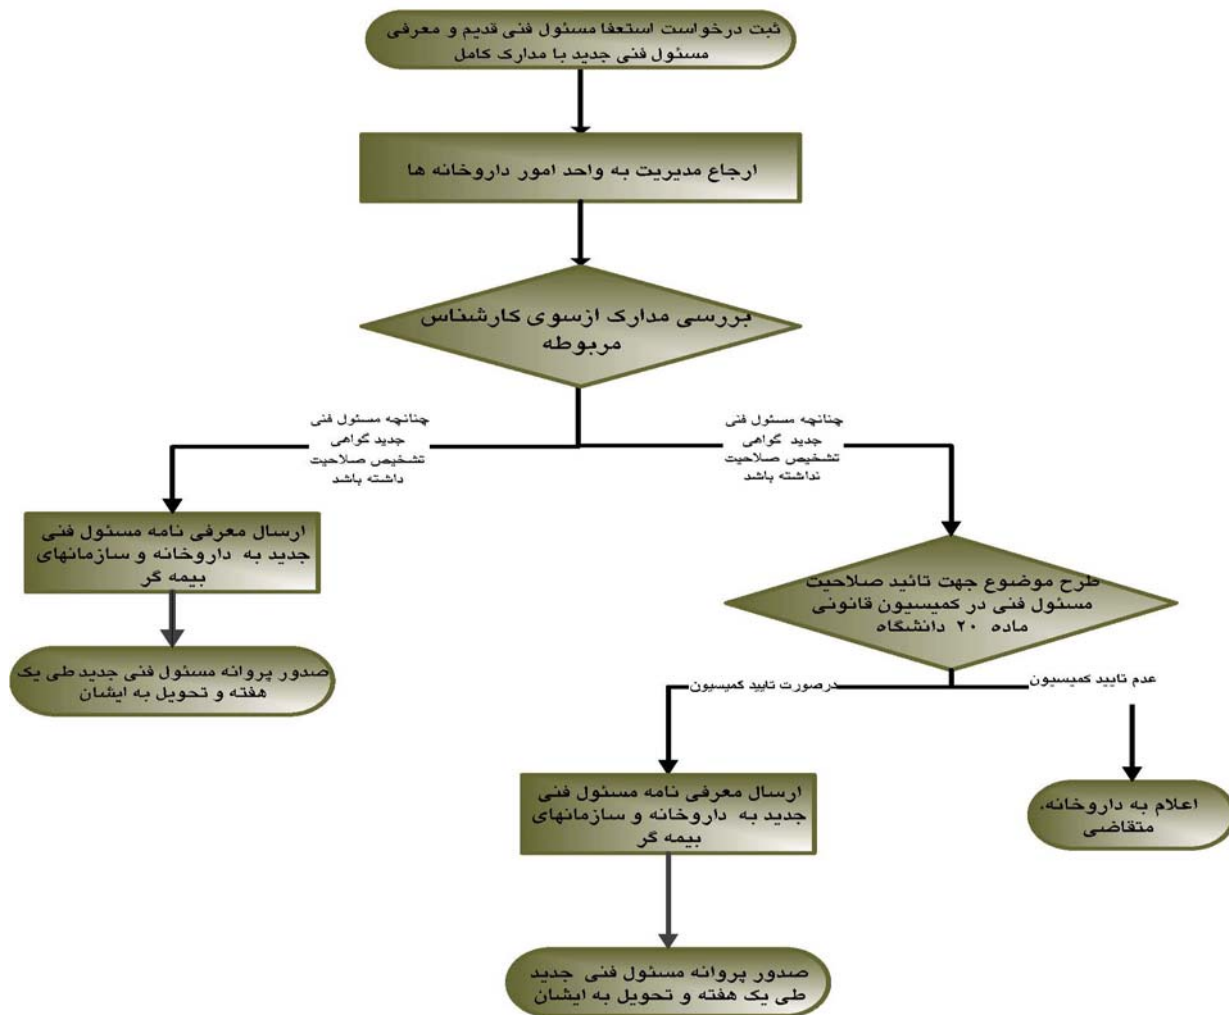 ثبت درخواست استعفا مسئول فنی قدیم و معرفی
مسئول فنی جدید با مدارک کامل
ارجاع مدیریت به واحد امور داروخانه ها
بررسی مدارک ازسوی کارشناس
مربوطه
چنانچه مسئول فنی
جدید گواهی
تشخیص صلاحیت
نداشته باشد
چنانچه مسئول فنی
جدید گواهی
تشخیص صلاحیت
داشته باشد
ارسال معرفی نامه مسئول فنی
جدید به داروخانه و سازمانهای
بیمه گر
صدور پروانه مسئول فنی جدید طی یک
هفته و تحویل به ایشان
طرح موضوع جهت تائید صلاحیت
مسئول فنی در کمیسیون قانونی
ماده ۲۰ دانشگاه
عدم تایید کمیسیون
درصورت تایید کمیسیون
اعلام به داروخانه،
متقاضی
ارسال معرفی نامه مسئول فنی
جدید به داروخانه و سازمانهای
بیمه گر
صدور پروانه مسئول فنی جدید
طی یک هفته و تحویل به ایشان